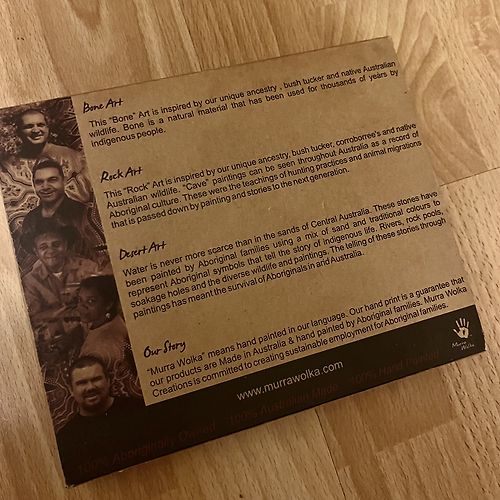 Bone Art
This "Bone" Art is inspired by our unique ancestry , bush tucker and native Australian
wildlife. Bone is a natural material that has been used for thousands of years by
indigenous people.
Rock Art
This "Rock" Art is inspired by our unique ancestry, bush tucker, corroborree's and native
Australian wildlife. "Cave" paintings can be seen throughout Australia as a record of
Aboriginal culture. These were the teachings of hunting practices and animal migrations
that is passed down by painting and stories to the next generation.
Desert Art
Water is never more scarce than in the sands of Central Australia. These stones have
been painted by Aboriginal families using a mix of sand and traditional colours to
represent Aboriginal symbols that tell the story of indigenous life. Rivers, rock pools,
soakage holes and the diverse wildlife and paintings. The telling of these stories through
paintings has meant the survival of Aboriginals in and Australia.
Our Story
"Murra Wolka" means hand painted in our language. Our hand print is a guarantee that
our products are Made in Australia & hand painted by Aboriginal families. Murra Wolka
Creations is committed to creating sustainable employment for Aboriginal families.
Murra
Wolka
www.murrawolka.com
100% Aboriginally Owned 100% Australian Made 100% Hand Painted